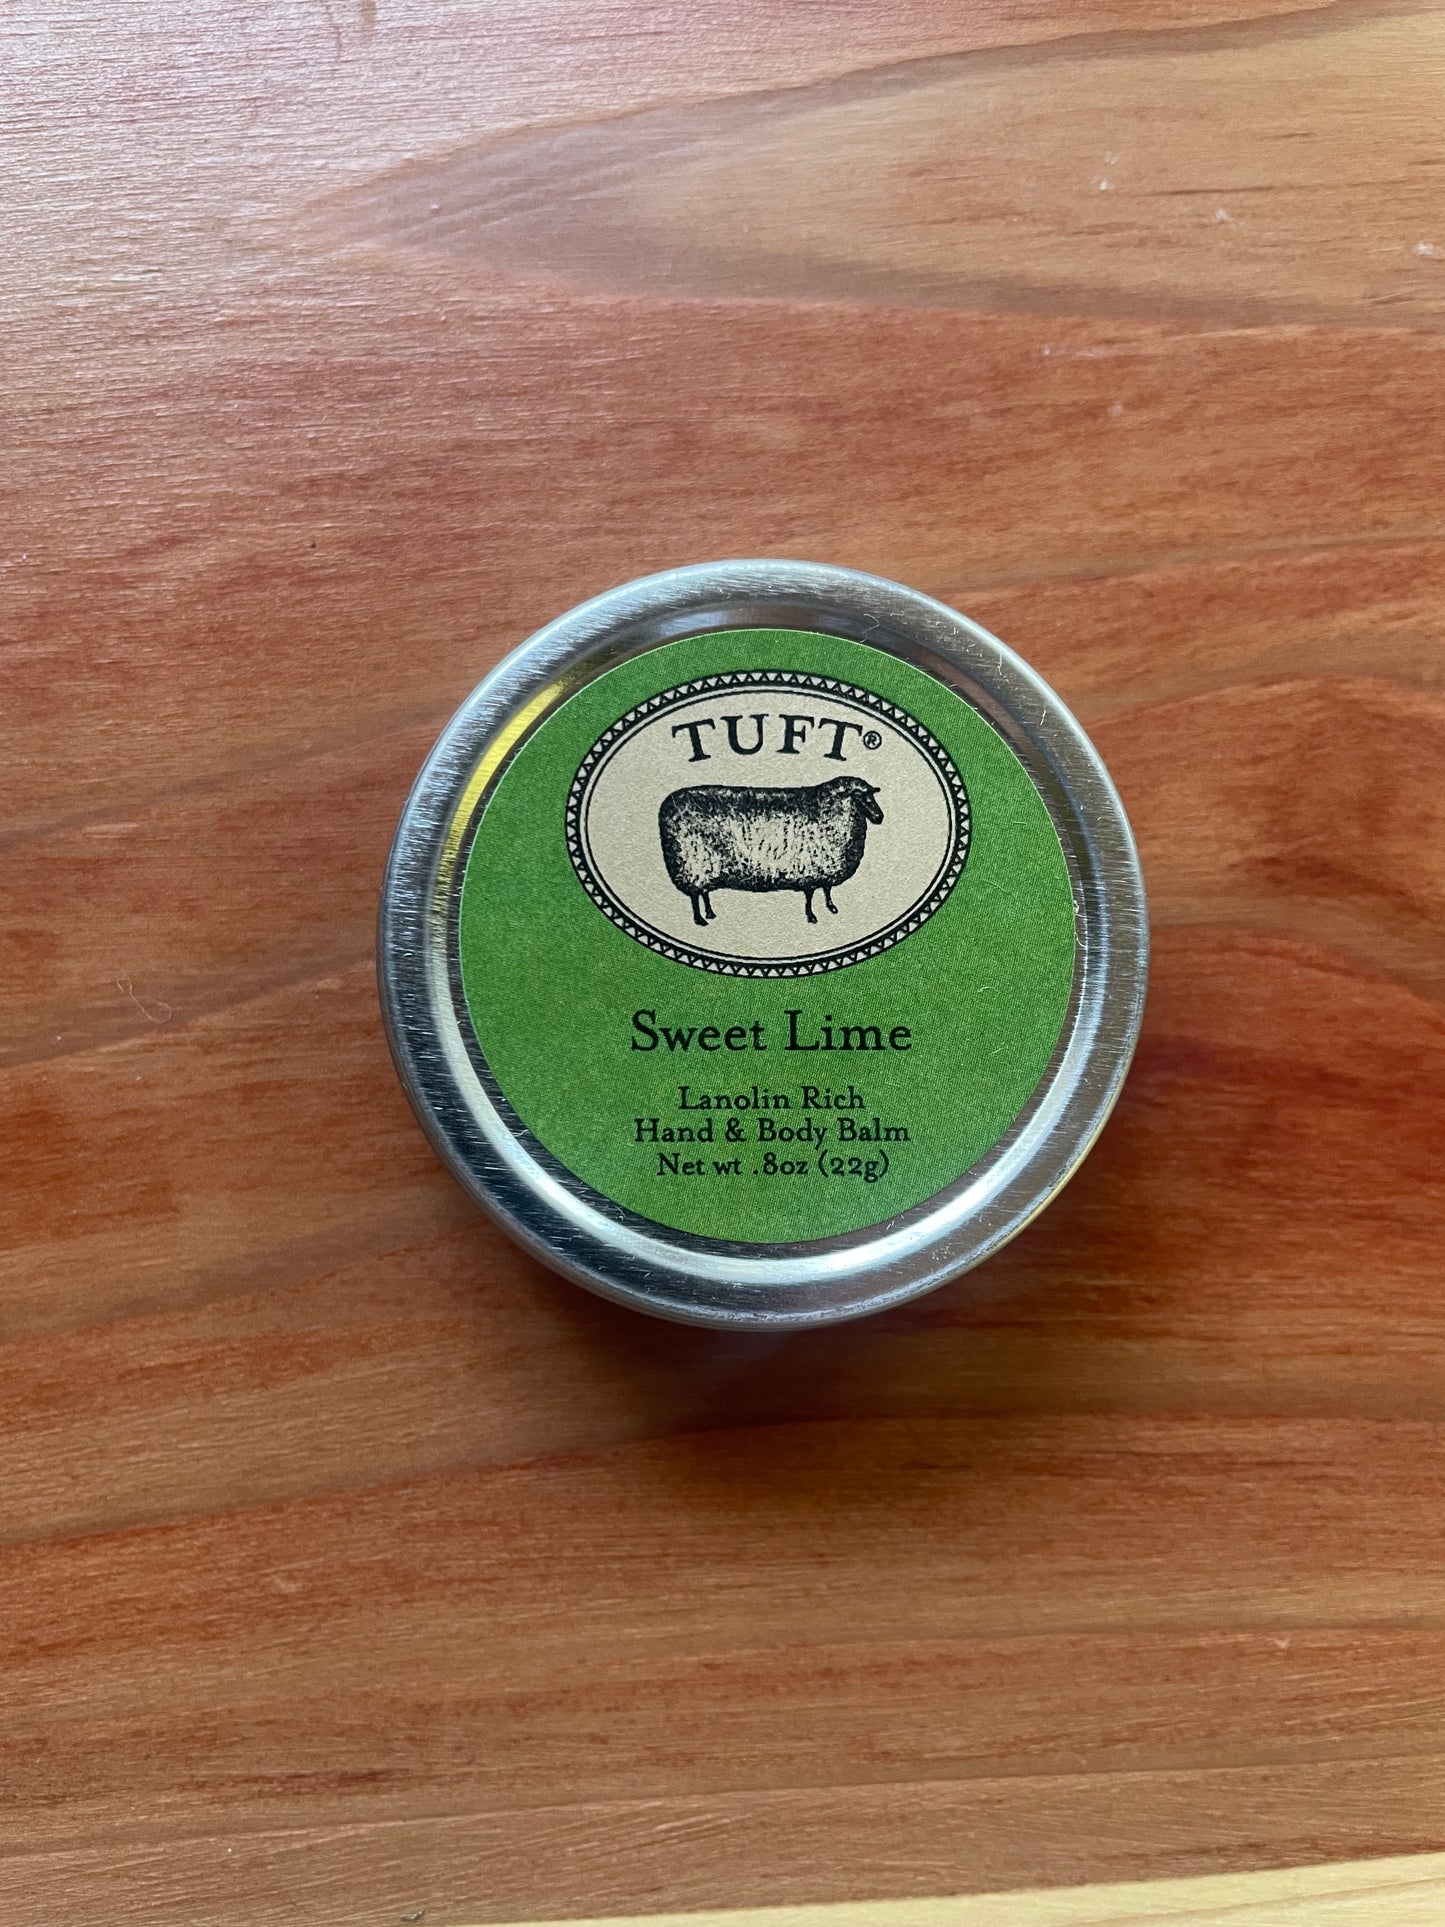 TUFT®
Sweet Lime
Lanolin Rich
Hand & Body Balm
Net wt .8oz (22g)